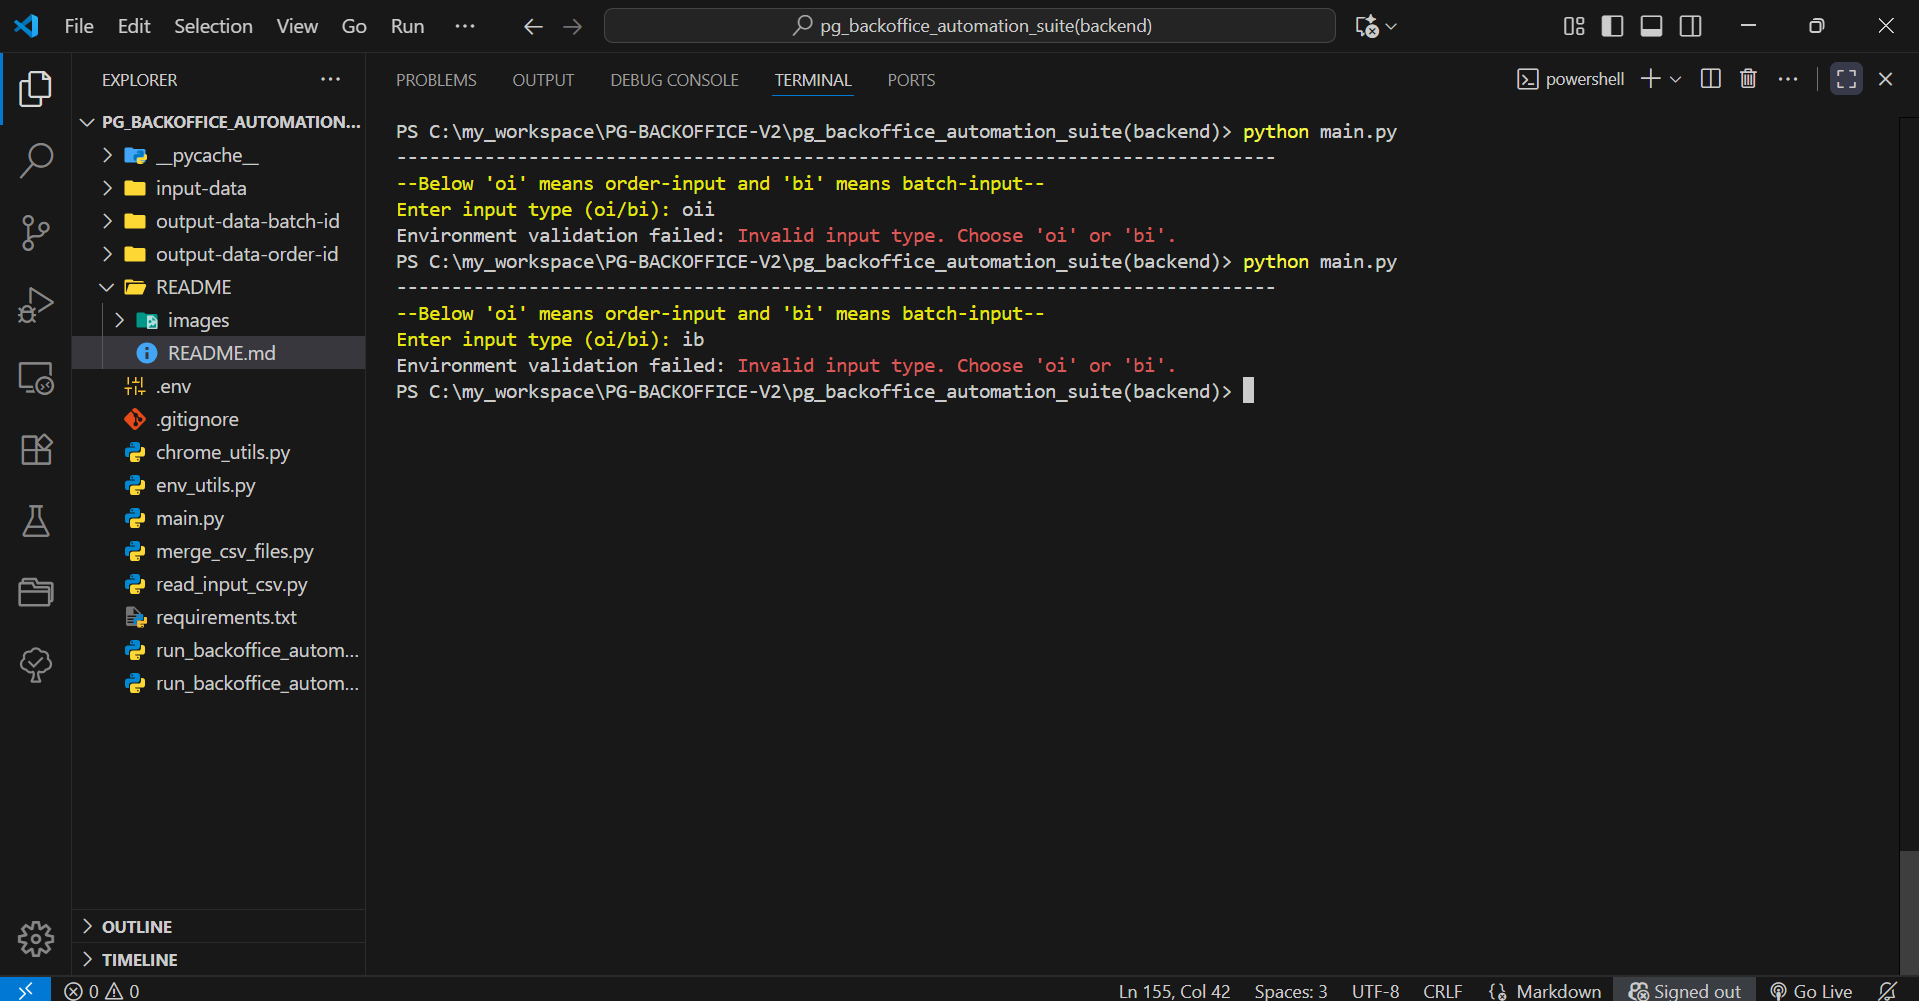 File Edit Selection View Go Run ···
pg_backoffice_automation_suite(backend)
EXPLORER ···
PG_BACKOFFICE_AUTOMATION...
__pycache__
input-data
output-data-batch-id
output-data-order-id
README
images
README.md
.env
.gitignore
chrome_utils.py
env_utils.py
main.py
merge_csv_files.py
read_input_csv.py
requirements.txt
run_backoffice_autom...
run_backoffice_autom...
OUTLINE
TIMELINE
PROBLEMS OUTPUT DEBUG CONSOLE TERMINAL PORTS
powershell
PS C:\my_workspace\PG-BACKOFFICE-V2\pg_backoffice_automation_suite(backend)> python main.py
--------------------------------------------------------------------------------
--Below 'oi' means order-input and 'bi' means batch-input--
Enter input type (oi/bi): oii
Environment validation failed: Invalid input type. Choose 'oi' or 'bi'.
PS C:\my_workspace\PG-BACKOFFICE-V2\pg_backoffice_automation_suite(backend)> python main.py
--------------------------------------------------------------------------------
--Below 'oi' means order-input and 'bi' means batch-input--
Enter input type (oi/bi): ib
Environment validation failed: Invalid input type. Choose 'oi' or 'bi'.
PS C:\my_workspace\PG-BACKOFFICE-V2\pg_backoffice_automation_suite(backend)>
0 0
Ln 155, Col 42 Spaces: 3 UTF-8 CRLF Markdown Signed out Go Live